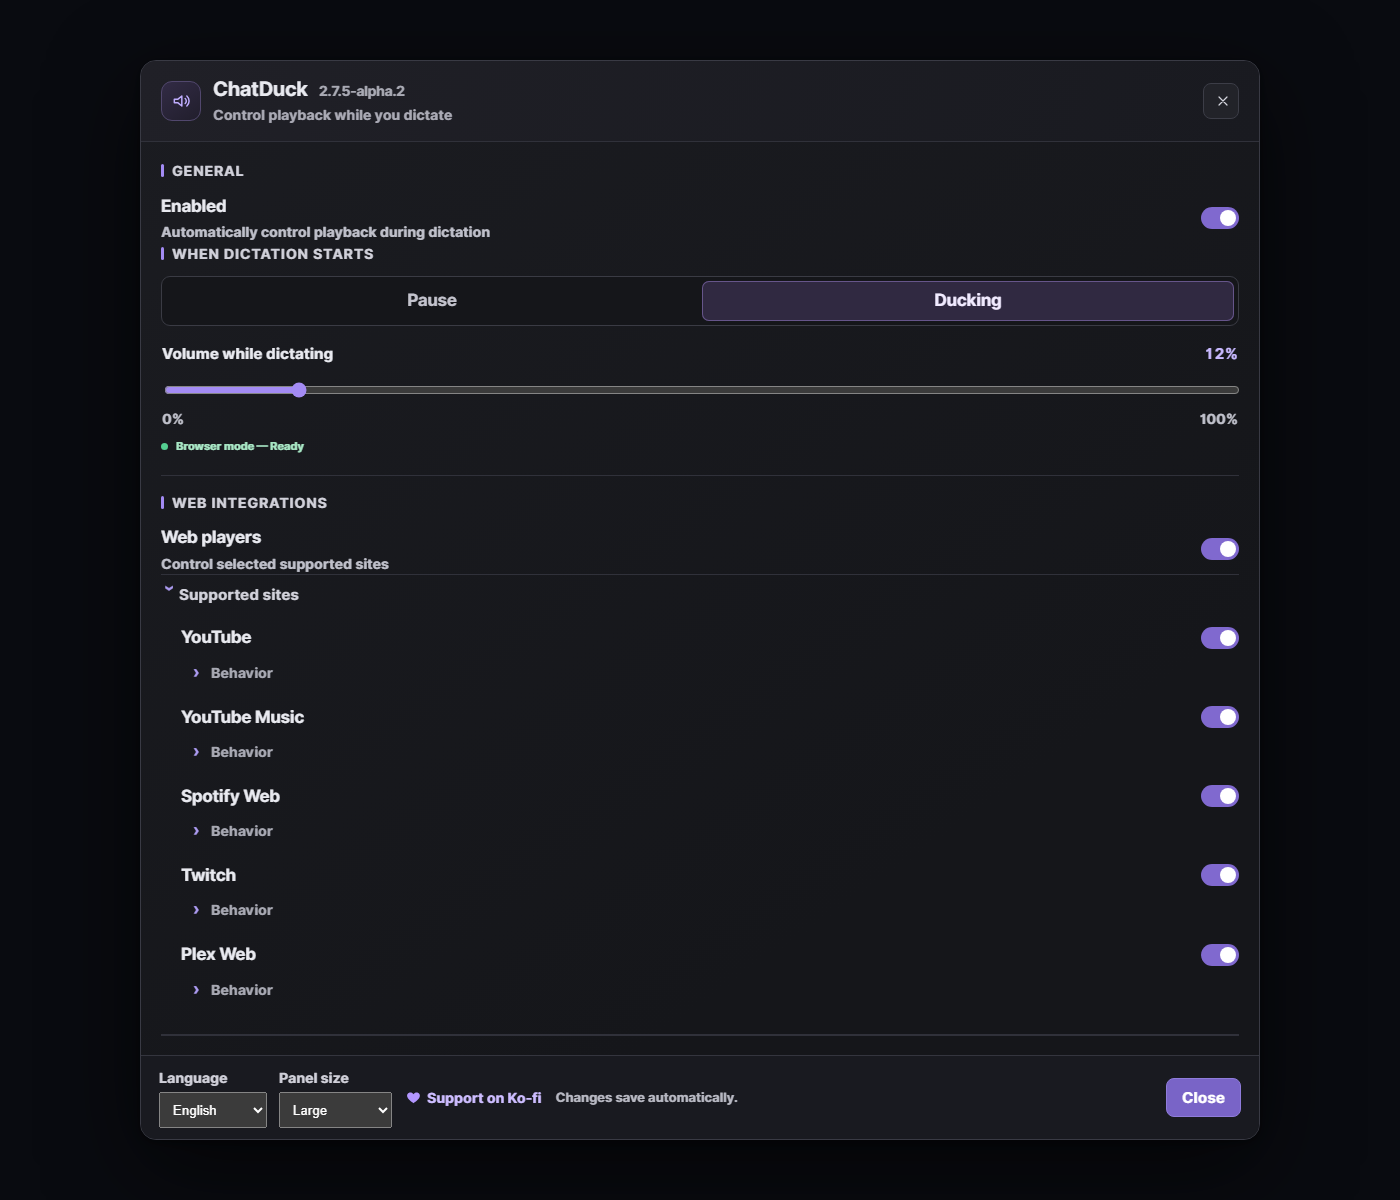 ChatDuck 2.7.5-alpha.2
Control playback while you dictate
GENERAL
Enabled
Automatically control playback during dictation
WHEN DICTATION STARTS
Pause Ducking
Volume while dictating 12%
0% 100%
Browser mode — Ready
WEB INTEGRATIONS
Web players
Control selected supported sites
Supported sites
YouTube
Behavior
YouTube Music
Behavior
Spotify Web
Behavior
Twitch
Behavior
Plex Web
Behavior
Language Panel size
English Large Support on Ko-fi Changes save automatically. Close